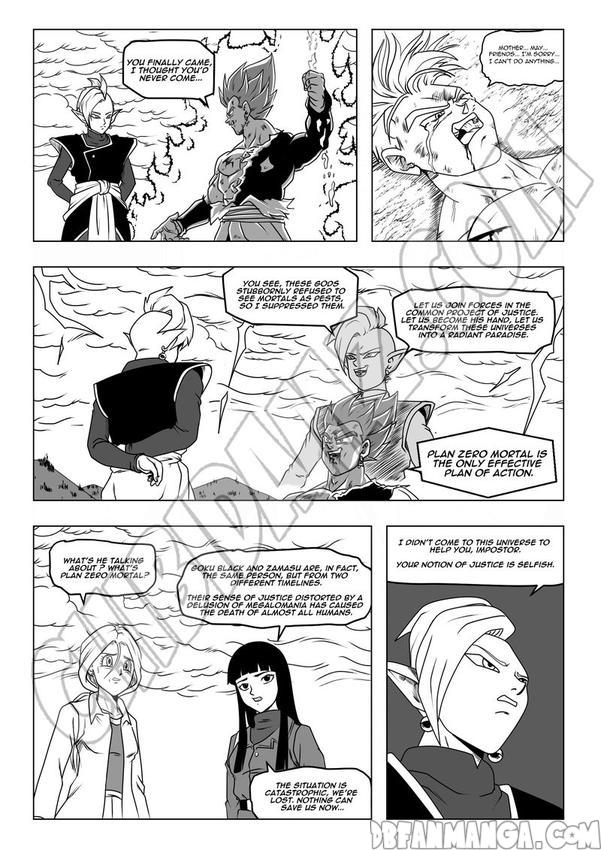 YOU FINALLY CAME,
I THOUGHT YOU'D
NEVER COME...
MOTHER... MAY...
FRIENDS... I'M SORRY...
I CAN'T DO ANYTHING...
YOU SEE, THESE GODS
STUBBORNLY REFUSED TO
SEE MORTALS AS PESTS,
SO I SUPPRESSED THEM.
LET US JOIN FORCES IN THE
COMMON PROJECT OF JUSTICE.
LET US BECOME HIS HAND, LET US
TRANSFORM THESE UNIVERSES
INTO A RADIANT PARADISE.
PLAN ZERO MORTAL IS
THE ONLY EFFECTIVE
PLAN OF ACTION.
WHAT'S HE TALKING
ABOUT ? WHAT'S
PLAN ZERO MORTAL?
GOKU BLACK AND ZAMASU ARE, IN FACT,
THE SAME PERSON, BUT FROM TWO
DIFFERENT TIMELINES.
THEIR SENSE OF JUSTICE DISTORTED BY A
DELUSION OF MEGALOMANIA HAS CAUSED
THE DEATH OF ALMOST ALL HUMANS.
THE SITUATION IS
CATASTROPHIC, WE'RE
LOST. NOTHING CAN
SAVE US NOW...
I DIDN'T COME TO THIS UNIVERSE TO
HELP YOU, IMPOSTOR.
YOUR NOTION OF JUSTICE IS SELFISH.
DBFANMANGA.COM